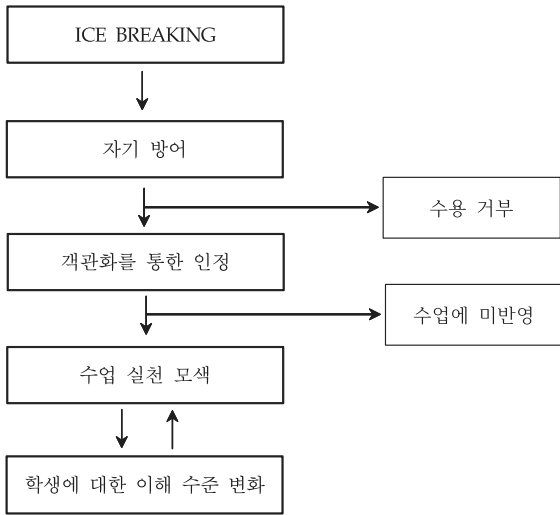 ICE BREAKING
자기 방어
수용 거부
객관화를 통한 인정
수업에 미반영
수업 실천 모색
학생에 대한 이해 수준 변화